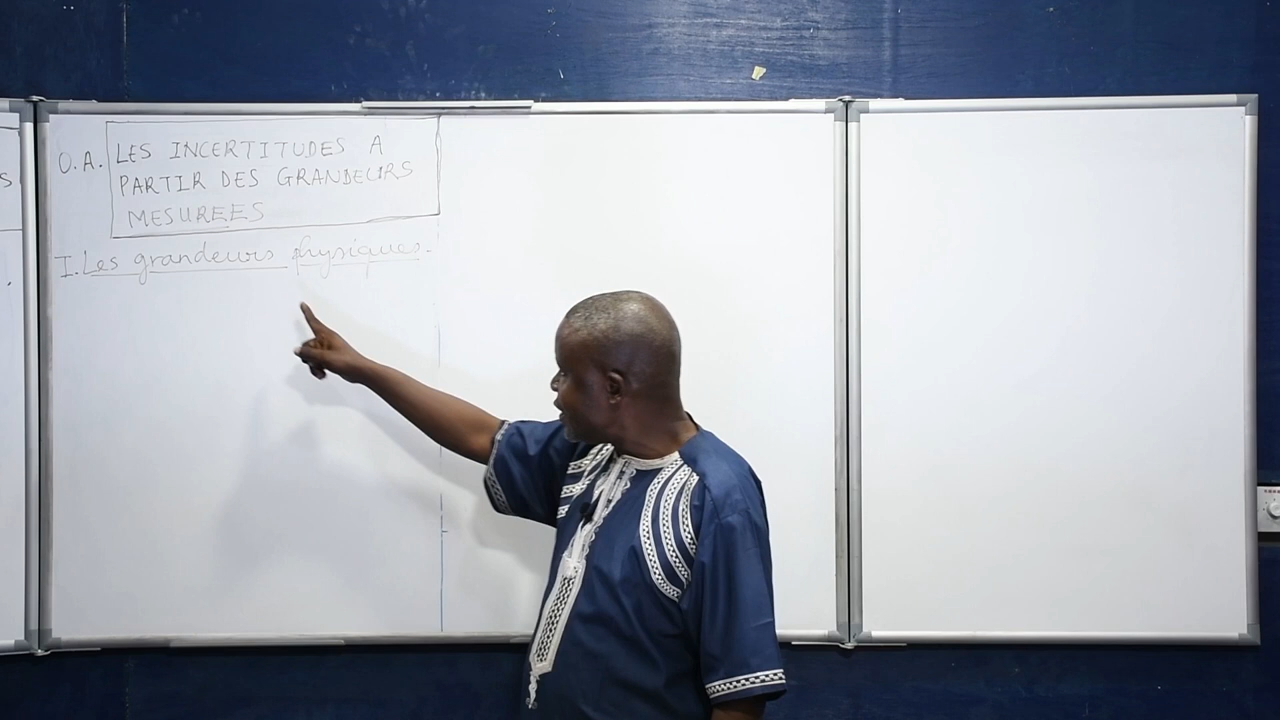 O.A. LES INCERTITUDES A
PARTIR DES GRANDEURS
MESUREES
I. Les grandeurs physiques.
S